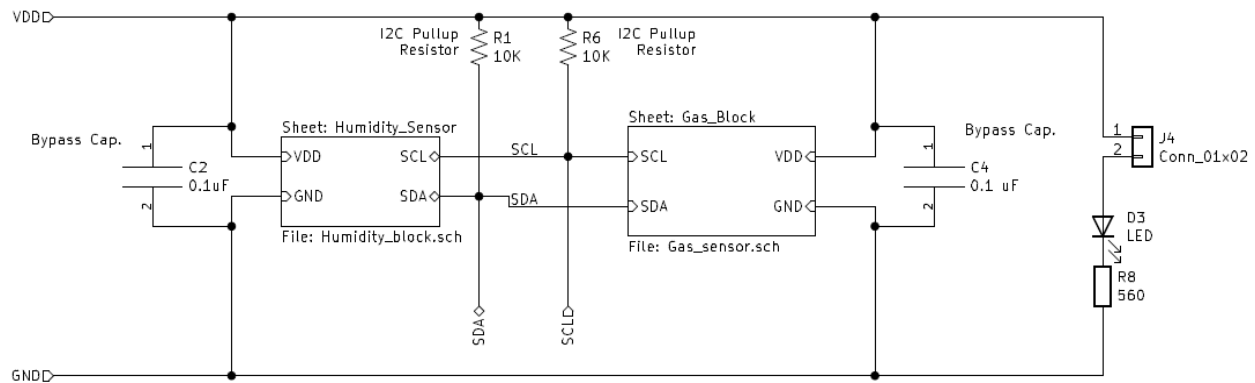 VDD
I2C Pullup
Resistor
R1
10K
R6
10K
I2C Pullup
Resistor
Bypass Cap.
1
C2
0.1uF
2
Sheet: Humidity_Sensor
VDD
SCL
GND
SDA
File: Humidity_block.sch
SCL
SDA
Sheet: Gas_Block
SCL
VDD
SDA
GND
File: Gas_sensor.sch
1
Bypass Cap.
C4
0.1 uF
2
1
2
J4
Conn_01x02
D3
LED
R8
560
SDA
SCL
GND